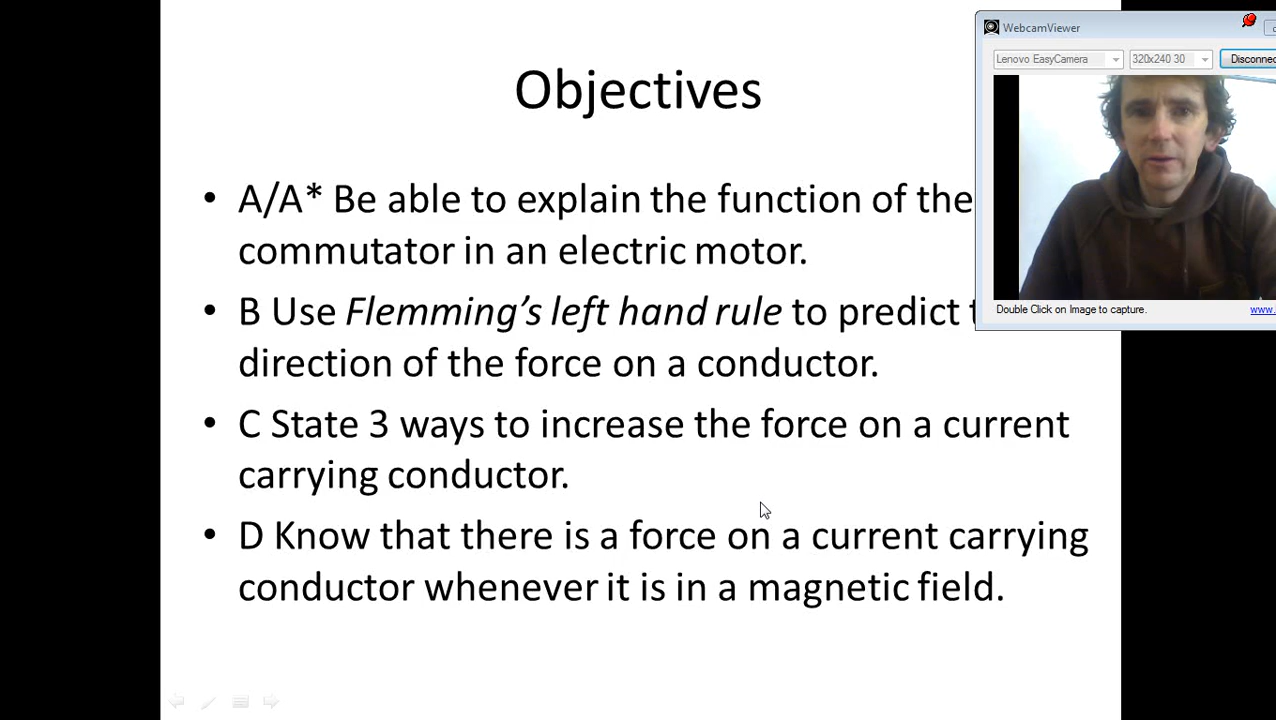 Objectives
• A/A* Be able to explain the function of the
commutator in an electric motor.
• B Use Flemming's left hand rule to predict
direction of the force on a conductor.
• C State 3 ways to increase the force on a current
carrying conductor.
• D Know that there is a force on a current carrying
conductor whenever it is in a magnetic field.
WebcamViewer
Lenovo EasyCamera 320x240 30
Double Click on Image to capture. www.